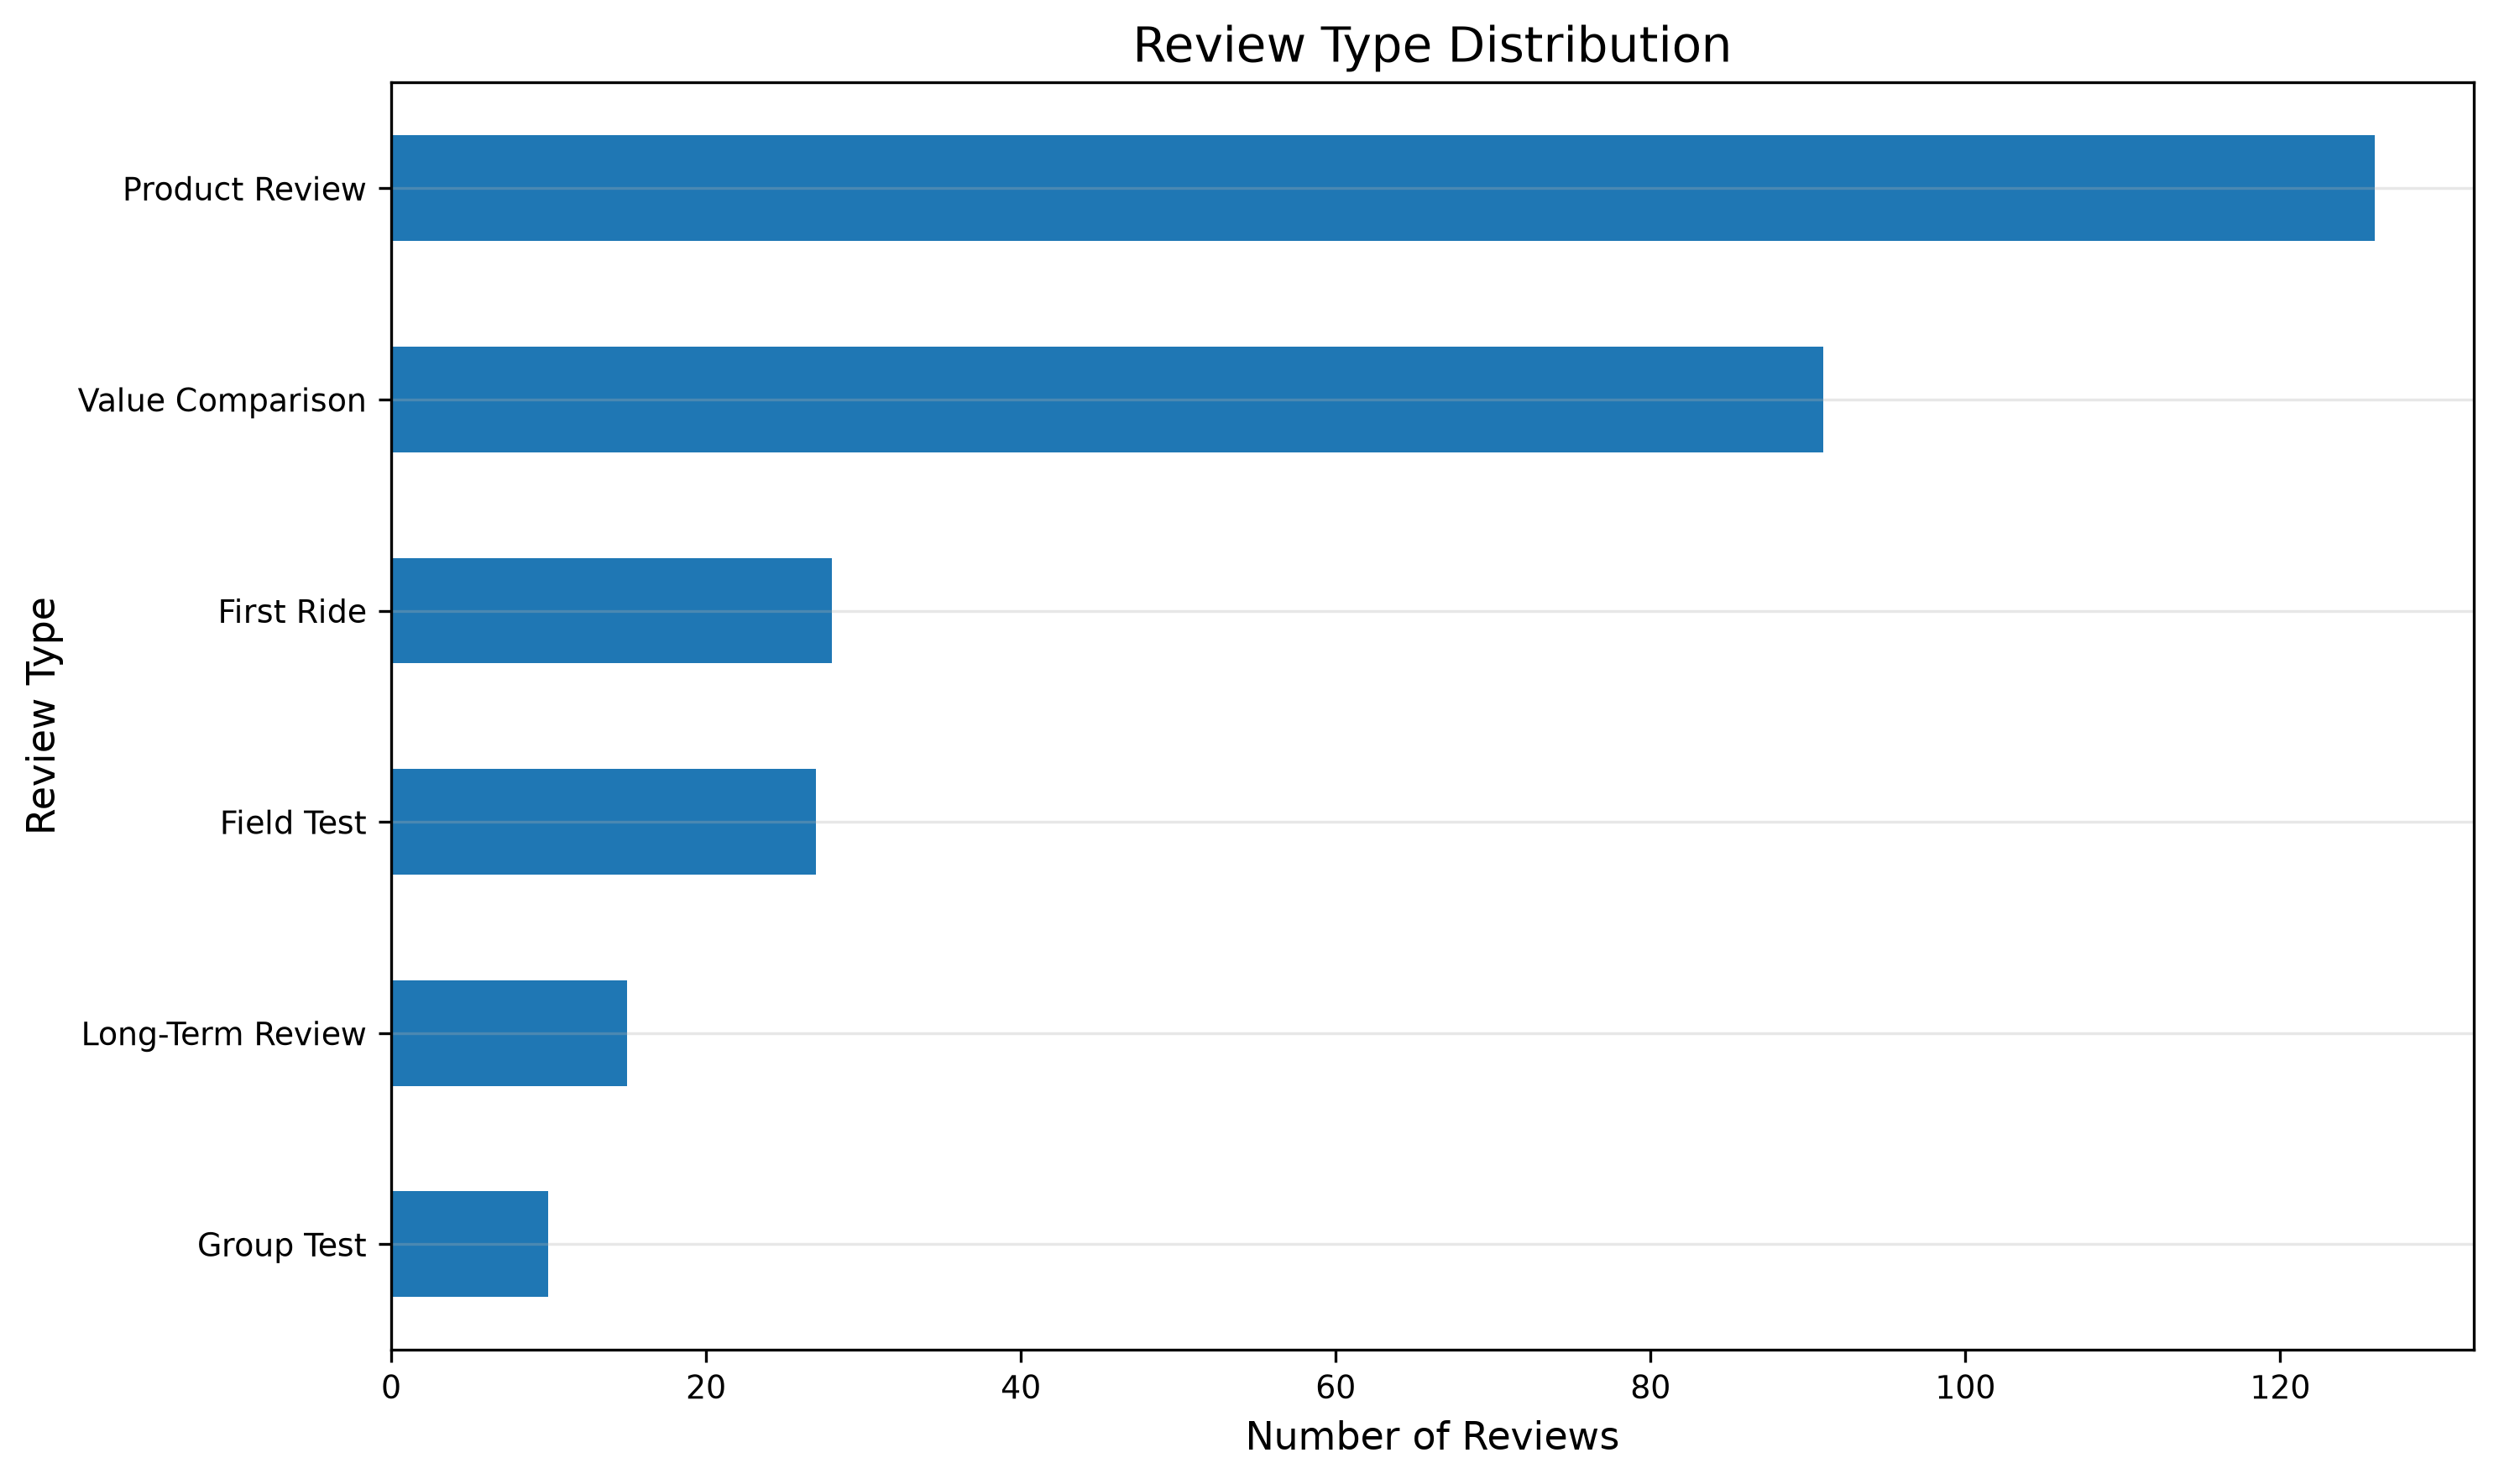 Review Type Distribution
Review Type
Product Review
Value Comparison
First Ride
Field Test
Long-Term Review
Group Test
0 20 40 60 80 100 120
Number of Reviews